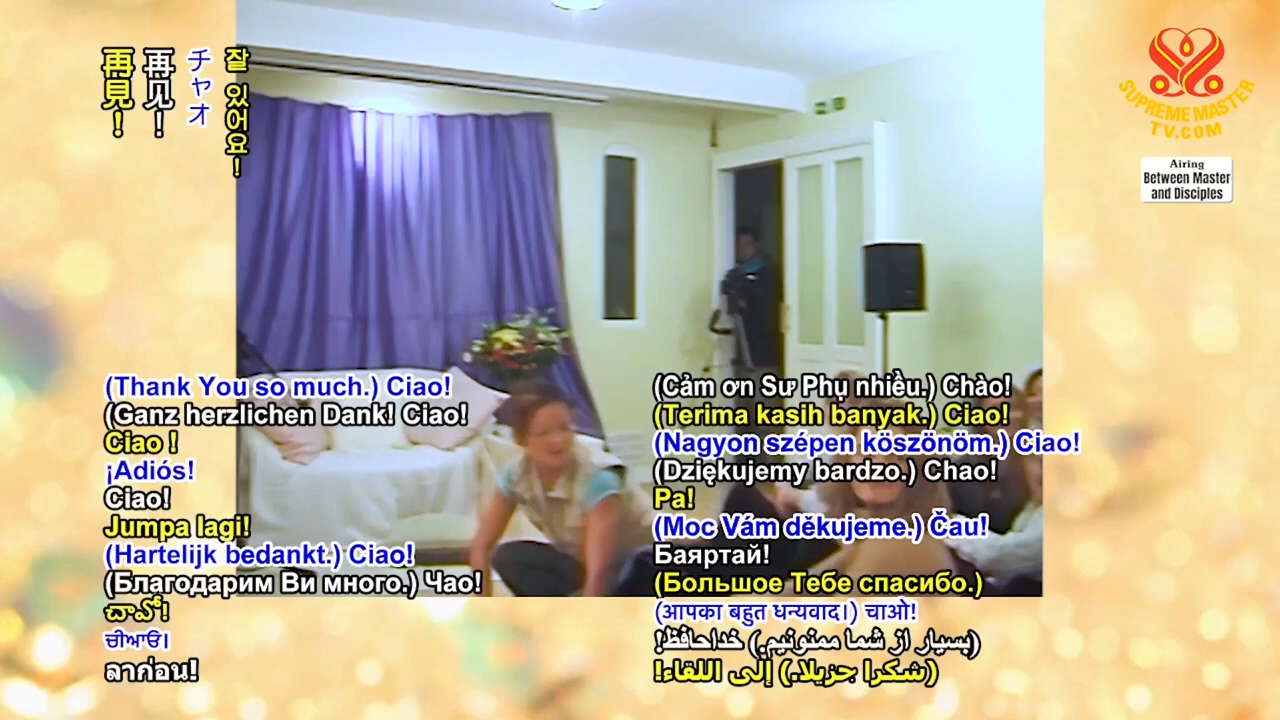 再見！
再见！
チャオ
잘 있어요!
SUPREME MASTER
TV.COM
Airing
Between Master
and Disciples
(Thank You so much.) Ciao!
(Ganz herzlichen Dank! Ciao!
Ciao !
¡Adiós!
Ciao!
Jumpa lagi!
(Hartelijk bedankt.) Ciao!
(Благодарим Ви много.) Чао!
చావో!
ਚੀਆਓ।
ลาก่อน!
(Cảm ơn Sư Phụ nhiều.) Chào!
(Terima kasih banyak.) Ciao!
(Nagyon szépen köszönöm.) Ciao!
(Dziękujemy bardzo.) Chao!
Pa!
(Moc Vám děkujeme.) Čau!
Баяртай!
(Большое Тебе спасибо.)
(आपका बहुत धन्यवाद।) चाओ!
(بسیار از شما ممنونیم.) خداحافظ!
(شكرا جزيلا.) إلى اللقاء!